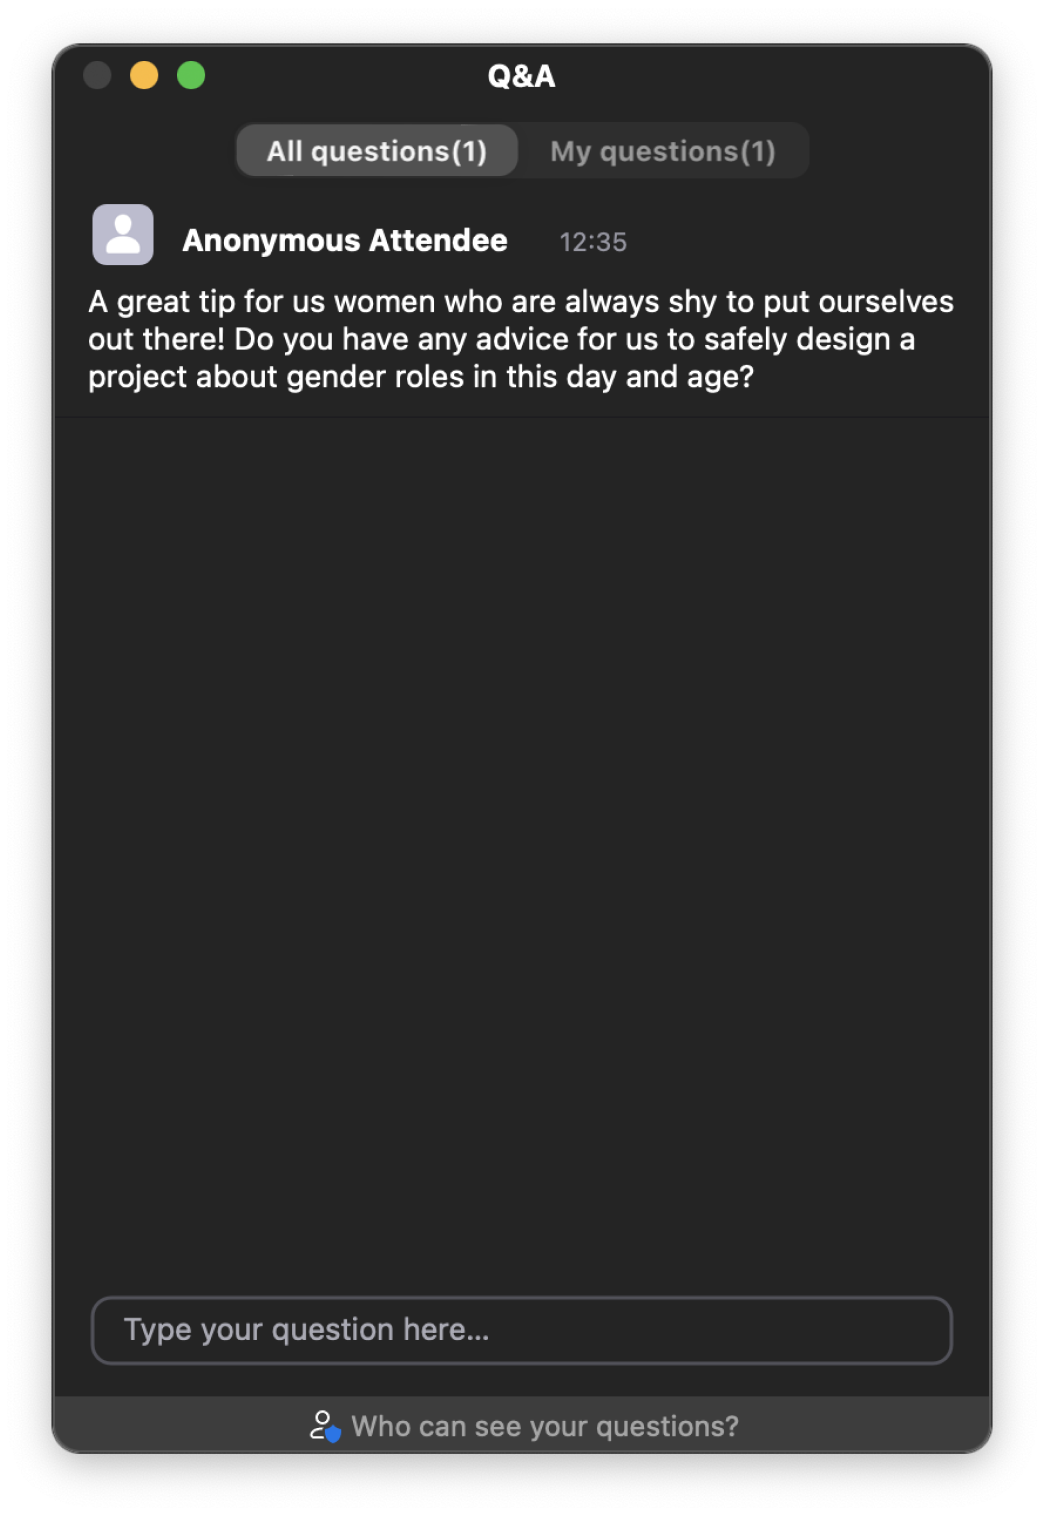 Q&A
All questions(1) My questions(1)
Anonymous Attendee 12:35
A great tip for us women who are always shy to put ourselves
out there! Do you have any advice for us to safely design a
project about gender roles in this day and age?
Type your question here...
Who can see your questions?